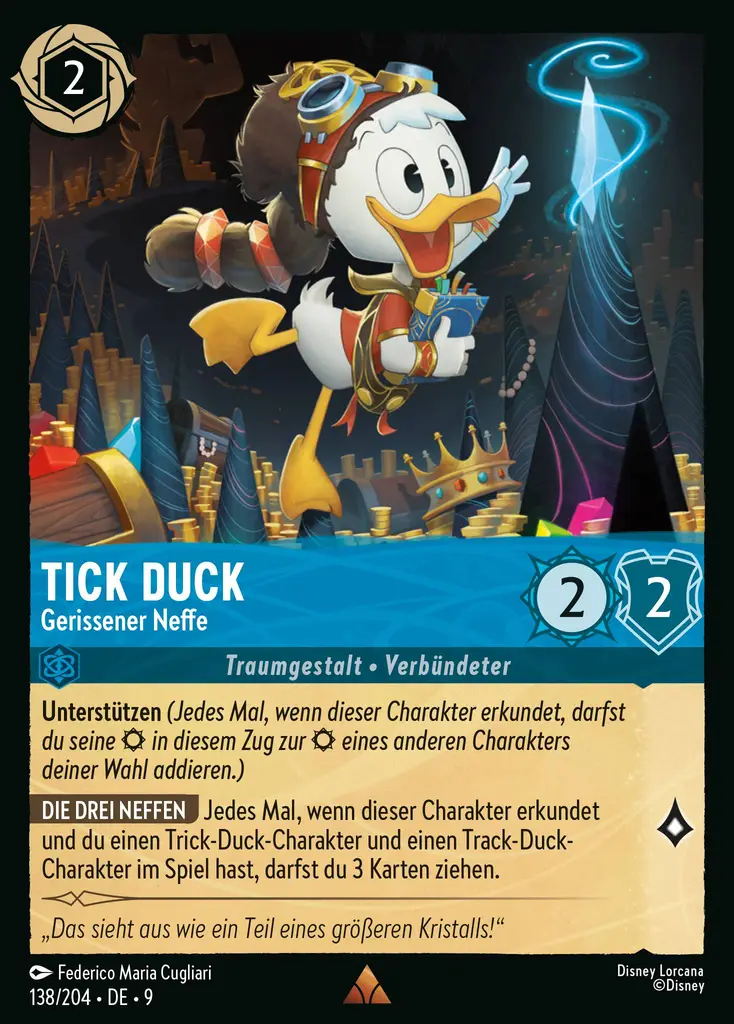 2
TICK DUCK
Gerissener Neffe
2
2
Traumgestalt • Verbündeter
Unterstützen (Jedes Mal, wenn dieser Charakter erkundet, darfst
du seine in diesem Zug zur eines anderen Charakters
deiner Wahl addieren.)
DIE DREI NEFFEN Jedes Mal, wenn dieser Charakter erkundet
und du einen Trick-Duck-Charakter und einen Track-Duck-
Charakter im Spiel hast, darfst du 3 Karten ziehen.
„Das sieht aus wie ein Teil eines größeren Kristalls!“
Federico Maria Cugliari
138/204 • DE • 9
Disney Lorcana
©Disney